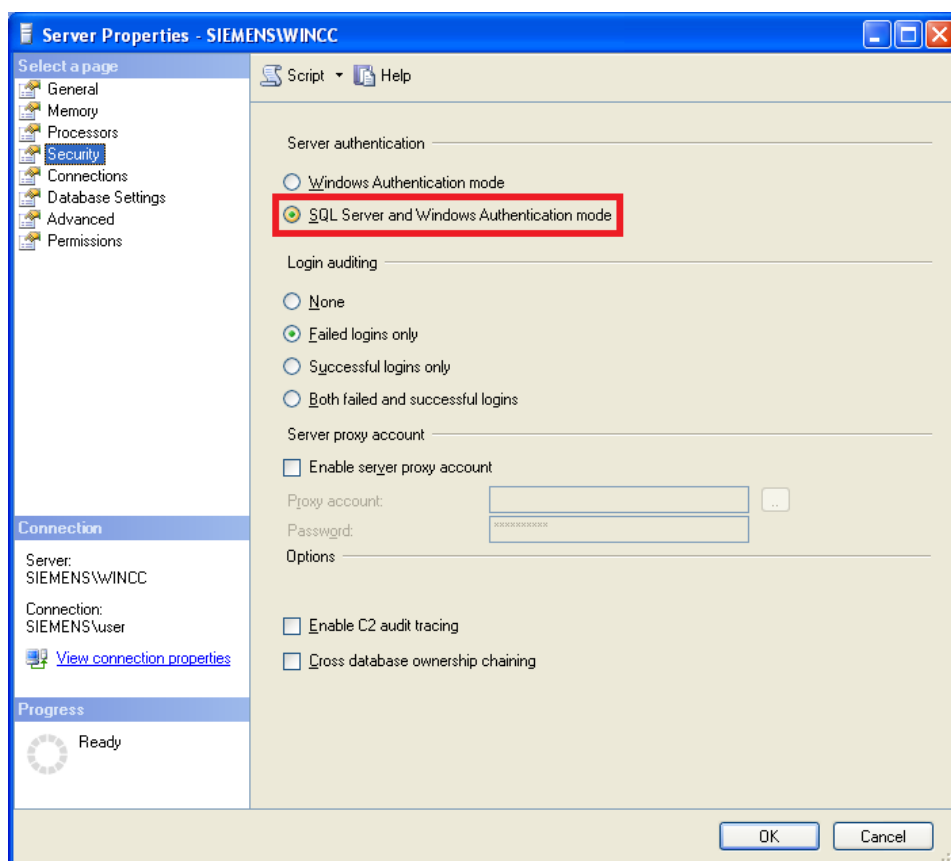 Server Properties - SIEMENS\WINCC
Select a page
General
Memory
Processors
Security
Connections
Database Settings
Advanced
Permissions
Script
Help
Server authentication
Windows Authentication mode
SQL Server and Windows Authentication mode
Login auditing
None
Failed logins only
Successful logins only
Both failed and successful logins
Server proxy account
Enable server proxy account
Proxy account:
..
Password:
**********
Options
Enable C2 audit tracing
Cross database ownership chaining
Connection
Server:
SIEMENS\WINCC
Connection:
SIEMENS\user
View connection properties
Progress
Ready
OK
Cancel